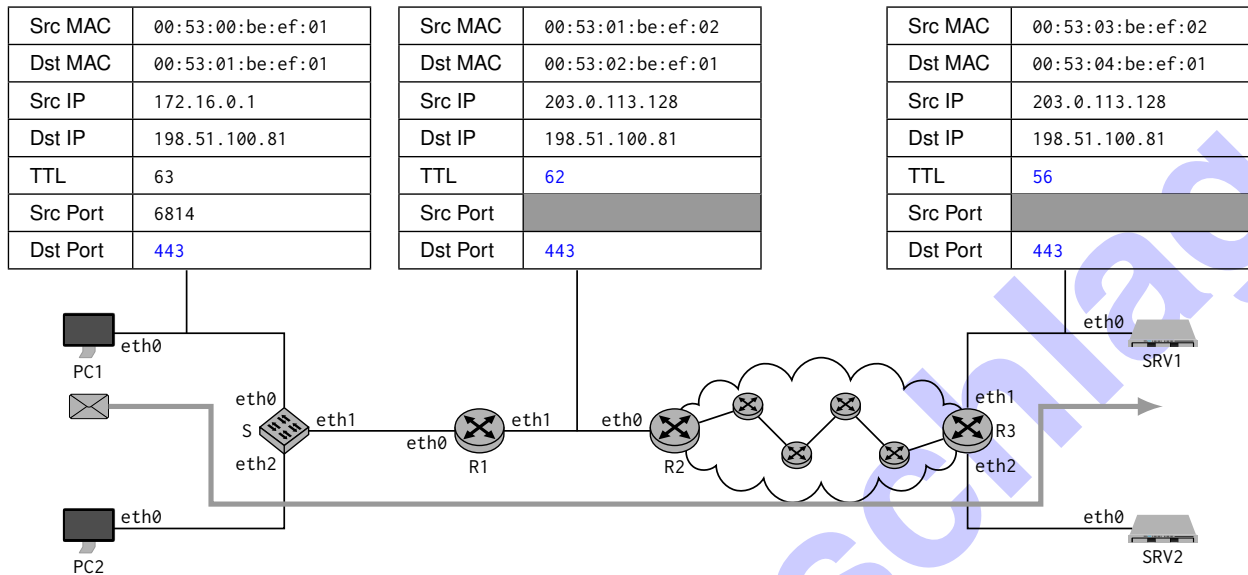 Src MAC 00:53:00:be:ef:01
Dst MAC 00:53:01:be:ef:01
Src IP 172.16.0.1
Dst IP 198.51.100.81
TTL 63
Src Port 6814
Dst Port 443
Src MAC 00:53:01:be:ef:02
Dst MAC 00:53:02:be:ef:01
Src IP 203.0.113.128
Dst IP 198.51.100.81
TTL 62
Src Port
Dst Port 443
Src MAC 00:53:03:be:ef:02
Dst MAC 00:53:04:be:ef:01
Src IP 203.0.113.128
Dst IP 198.51.100.81
TTL 56
Src Port
Dst Port 443
eth0
PC1
eth0
S
eth1
eth2
eth0
PC2
eth0
R1
eth1
eth0
R2
eth1
R3
eth2
eth0
SRV1
eth0
SRV2
schlag